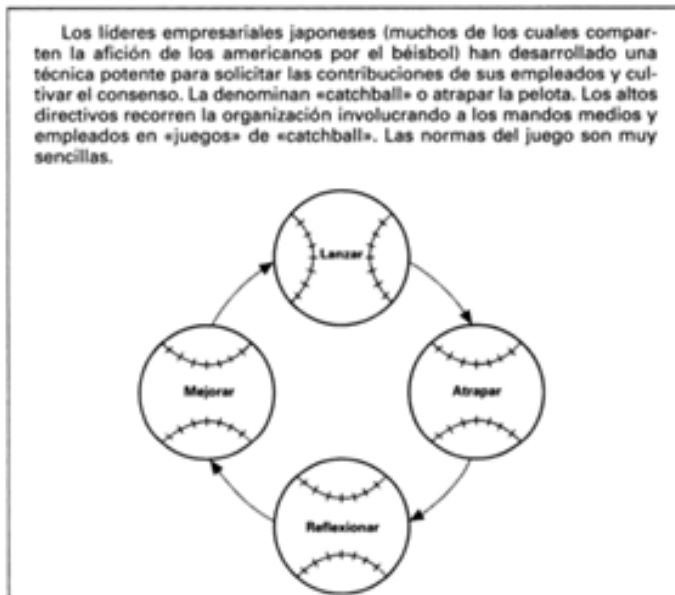 Los líderes empresariales japoneses (muchos de los cuales compar-
ten la afición de los americanos por el béisbol) han desarrollado una
técnica potente para solicitar las contribuciones de sus empleados y cul-
tivar el consenso. La denominan «catchball» o atrapar la pelota. Los altos
directivos recorren la organización involucrando a los mandos medios y
empleados en «juegos» de «catchball». Las normas del juego son muy
sencillas.
Lanzar
Mejorar
Atrapar
Reflexionar